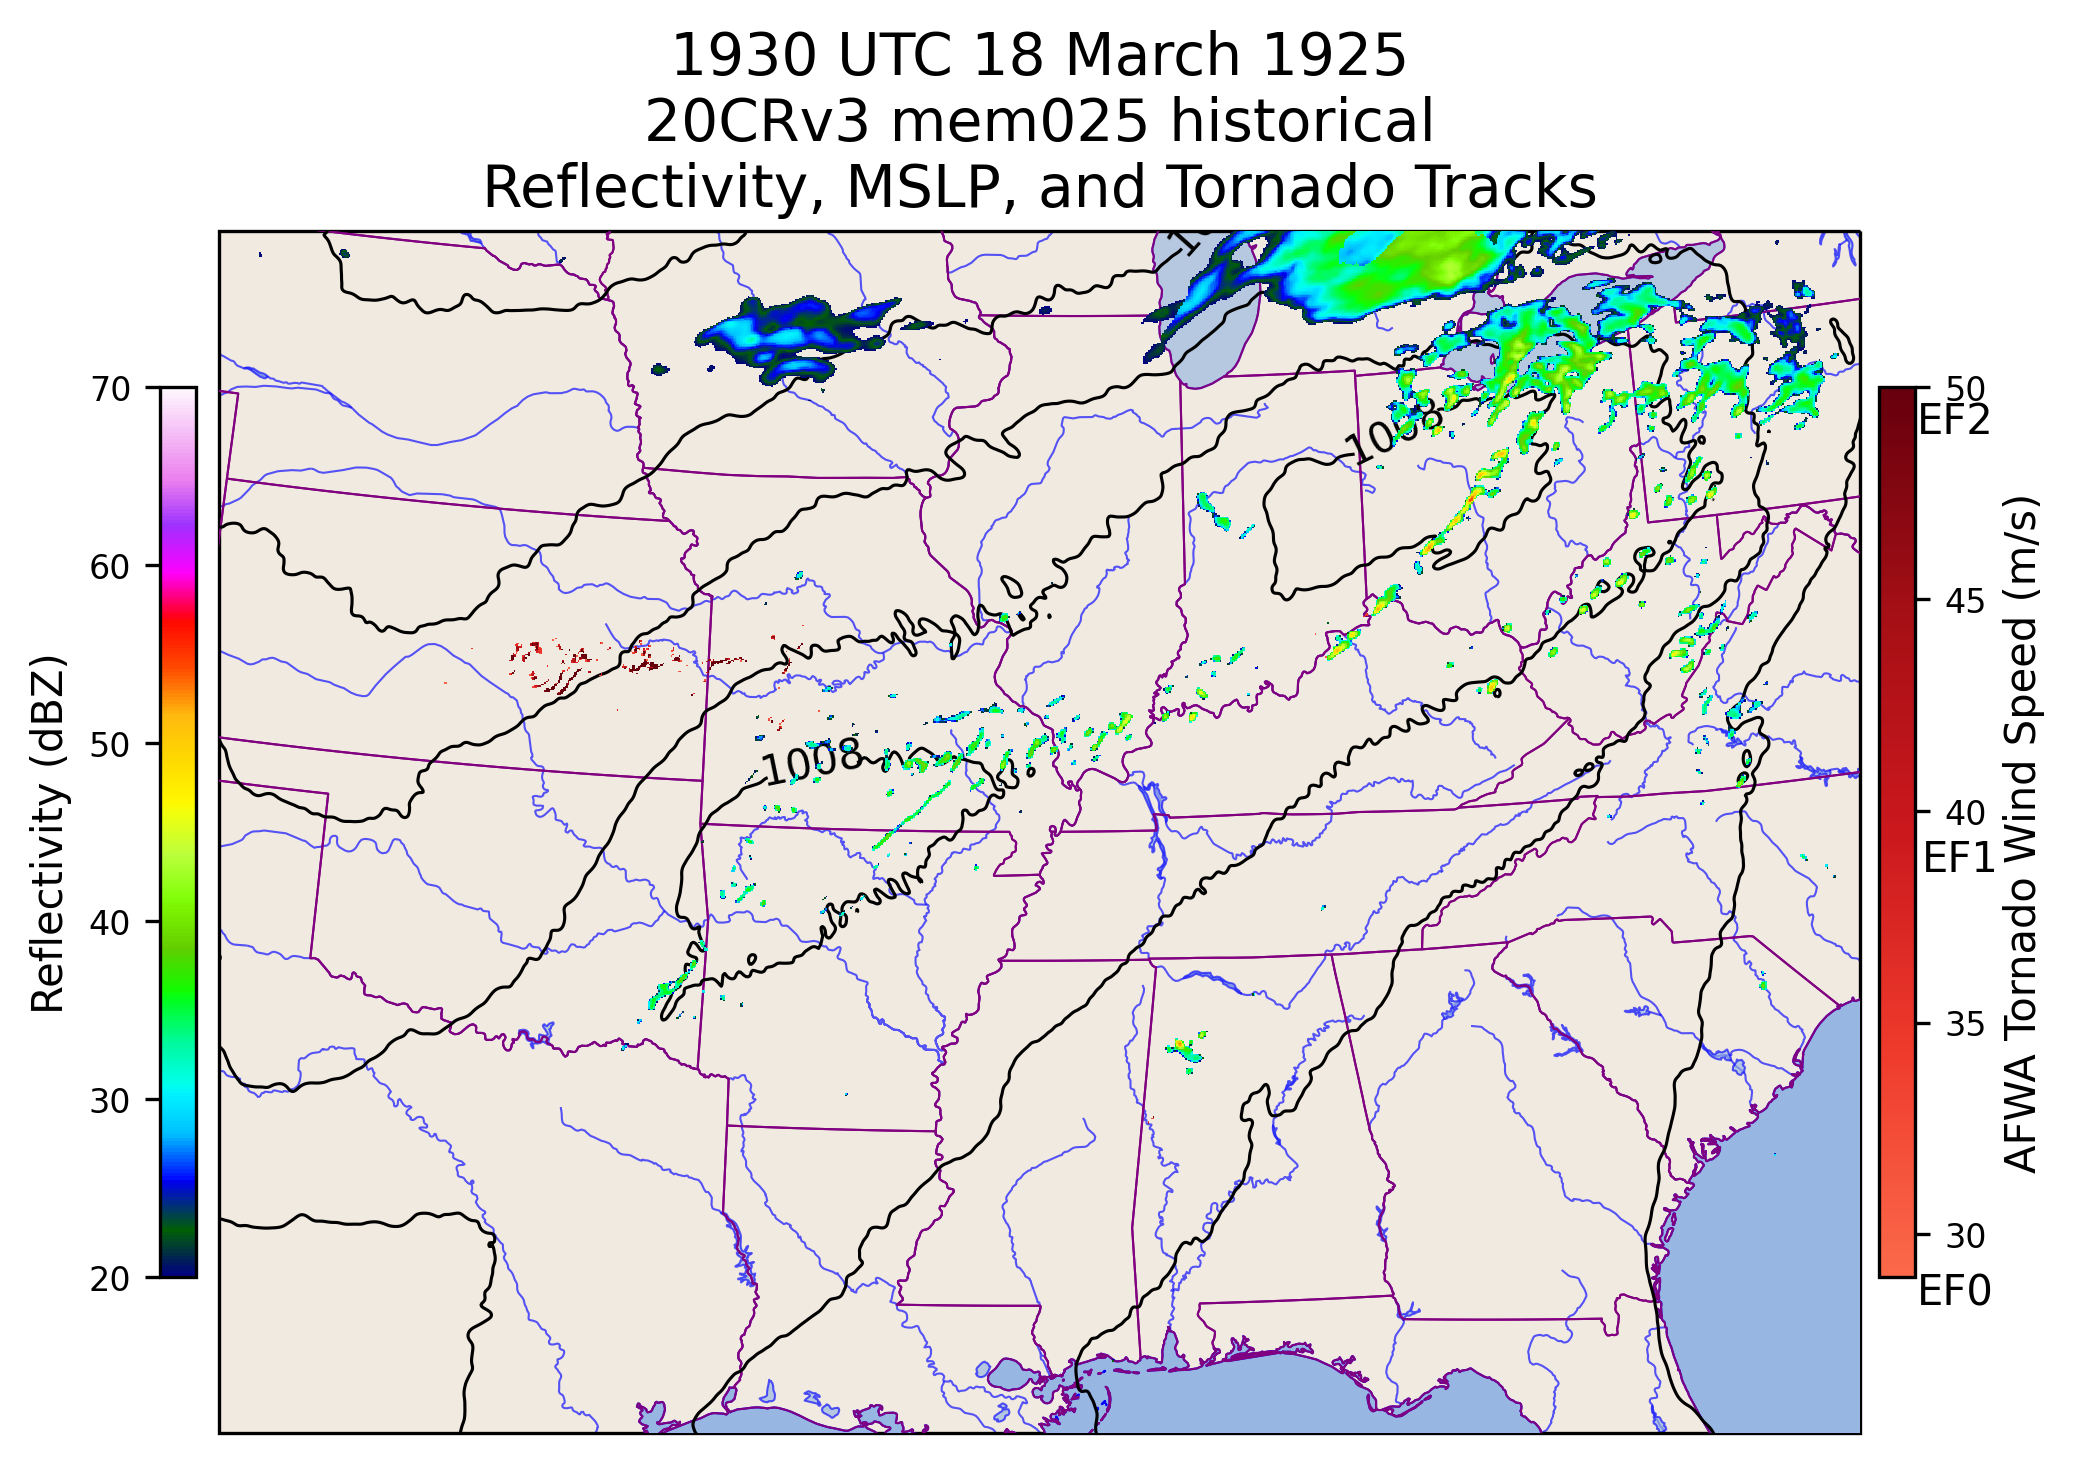 1930 UTC 18 March 1925
20CRv3 mem025 historical
Reflectivity, MSLP, and Tornado Tracks
70
60
50
40
30
20
Reflectivity (dBZ)
1008
1008
50
EF2
45
40
EF1
35
30
EF0
AFWA Tornado Wind Speed (m/s)